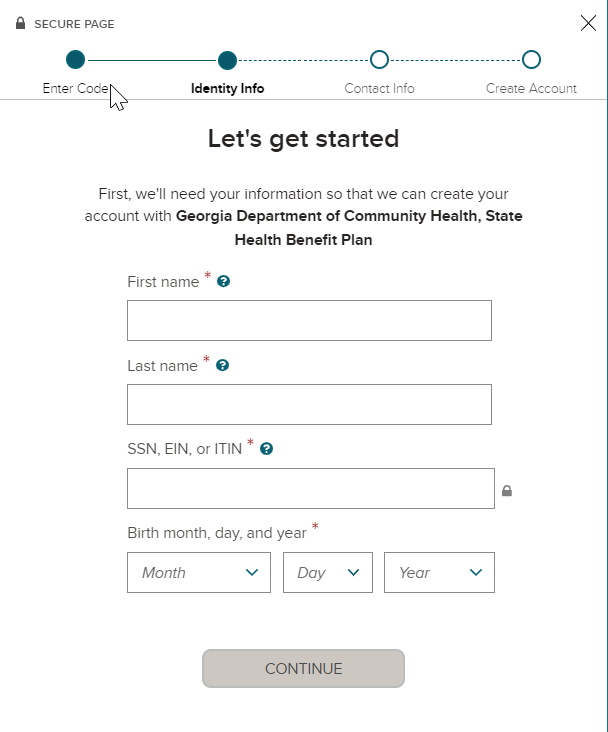 SECURE PAGE
Enter Code Identity Info Contact Info Create Account
Let's get started
First, we'll need your information so that we can create your
account with Georgia Department of Community Health, State
Health Benefit Plan
First name * ?
Last name * ?
SSN, EIN, or ITIN * ?
Birth month, day, and year *
Month Day Year
CONTINUE